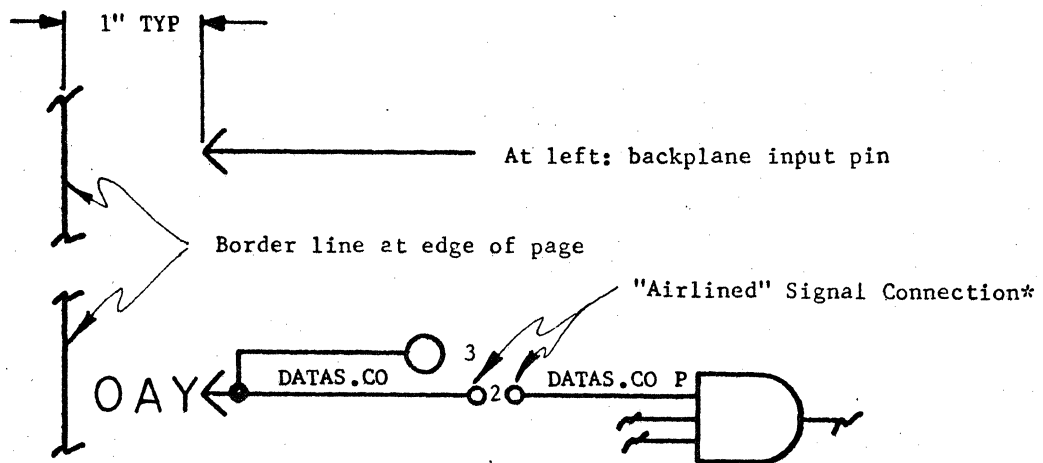 1" TYP
At left: backplane input pin
Border line at edge of page
"Airlined" Signal Connection*
3
DATAS.CO
2
DATAS.CO P
OAY